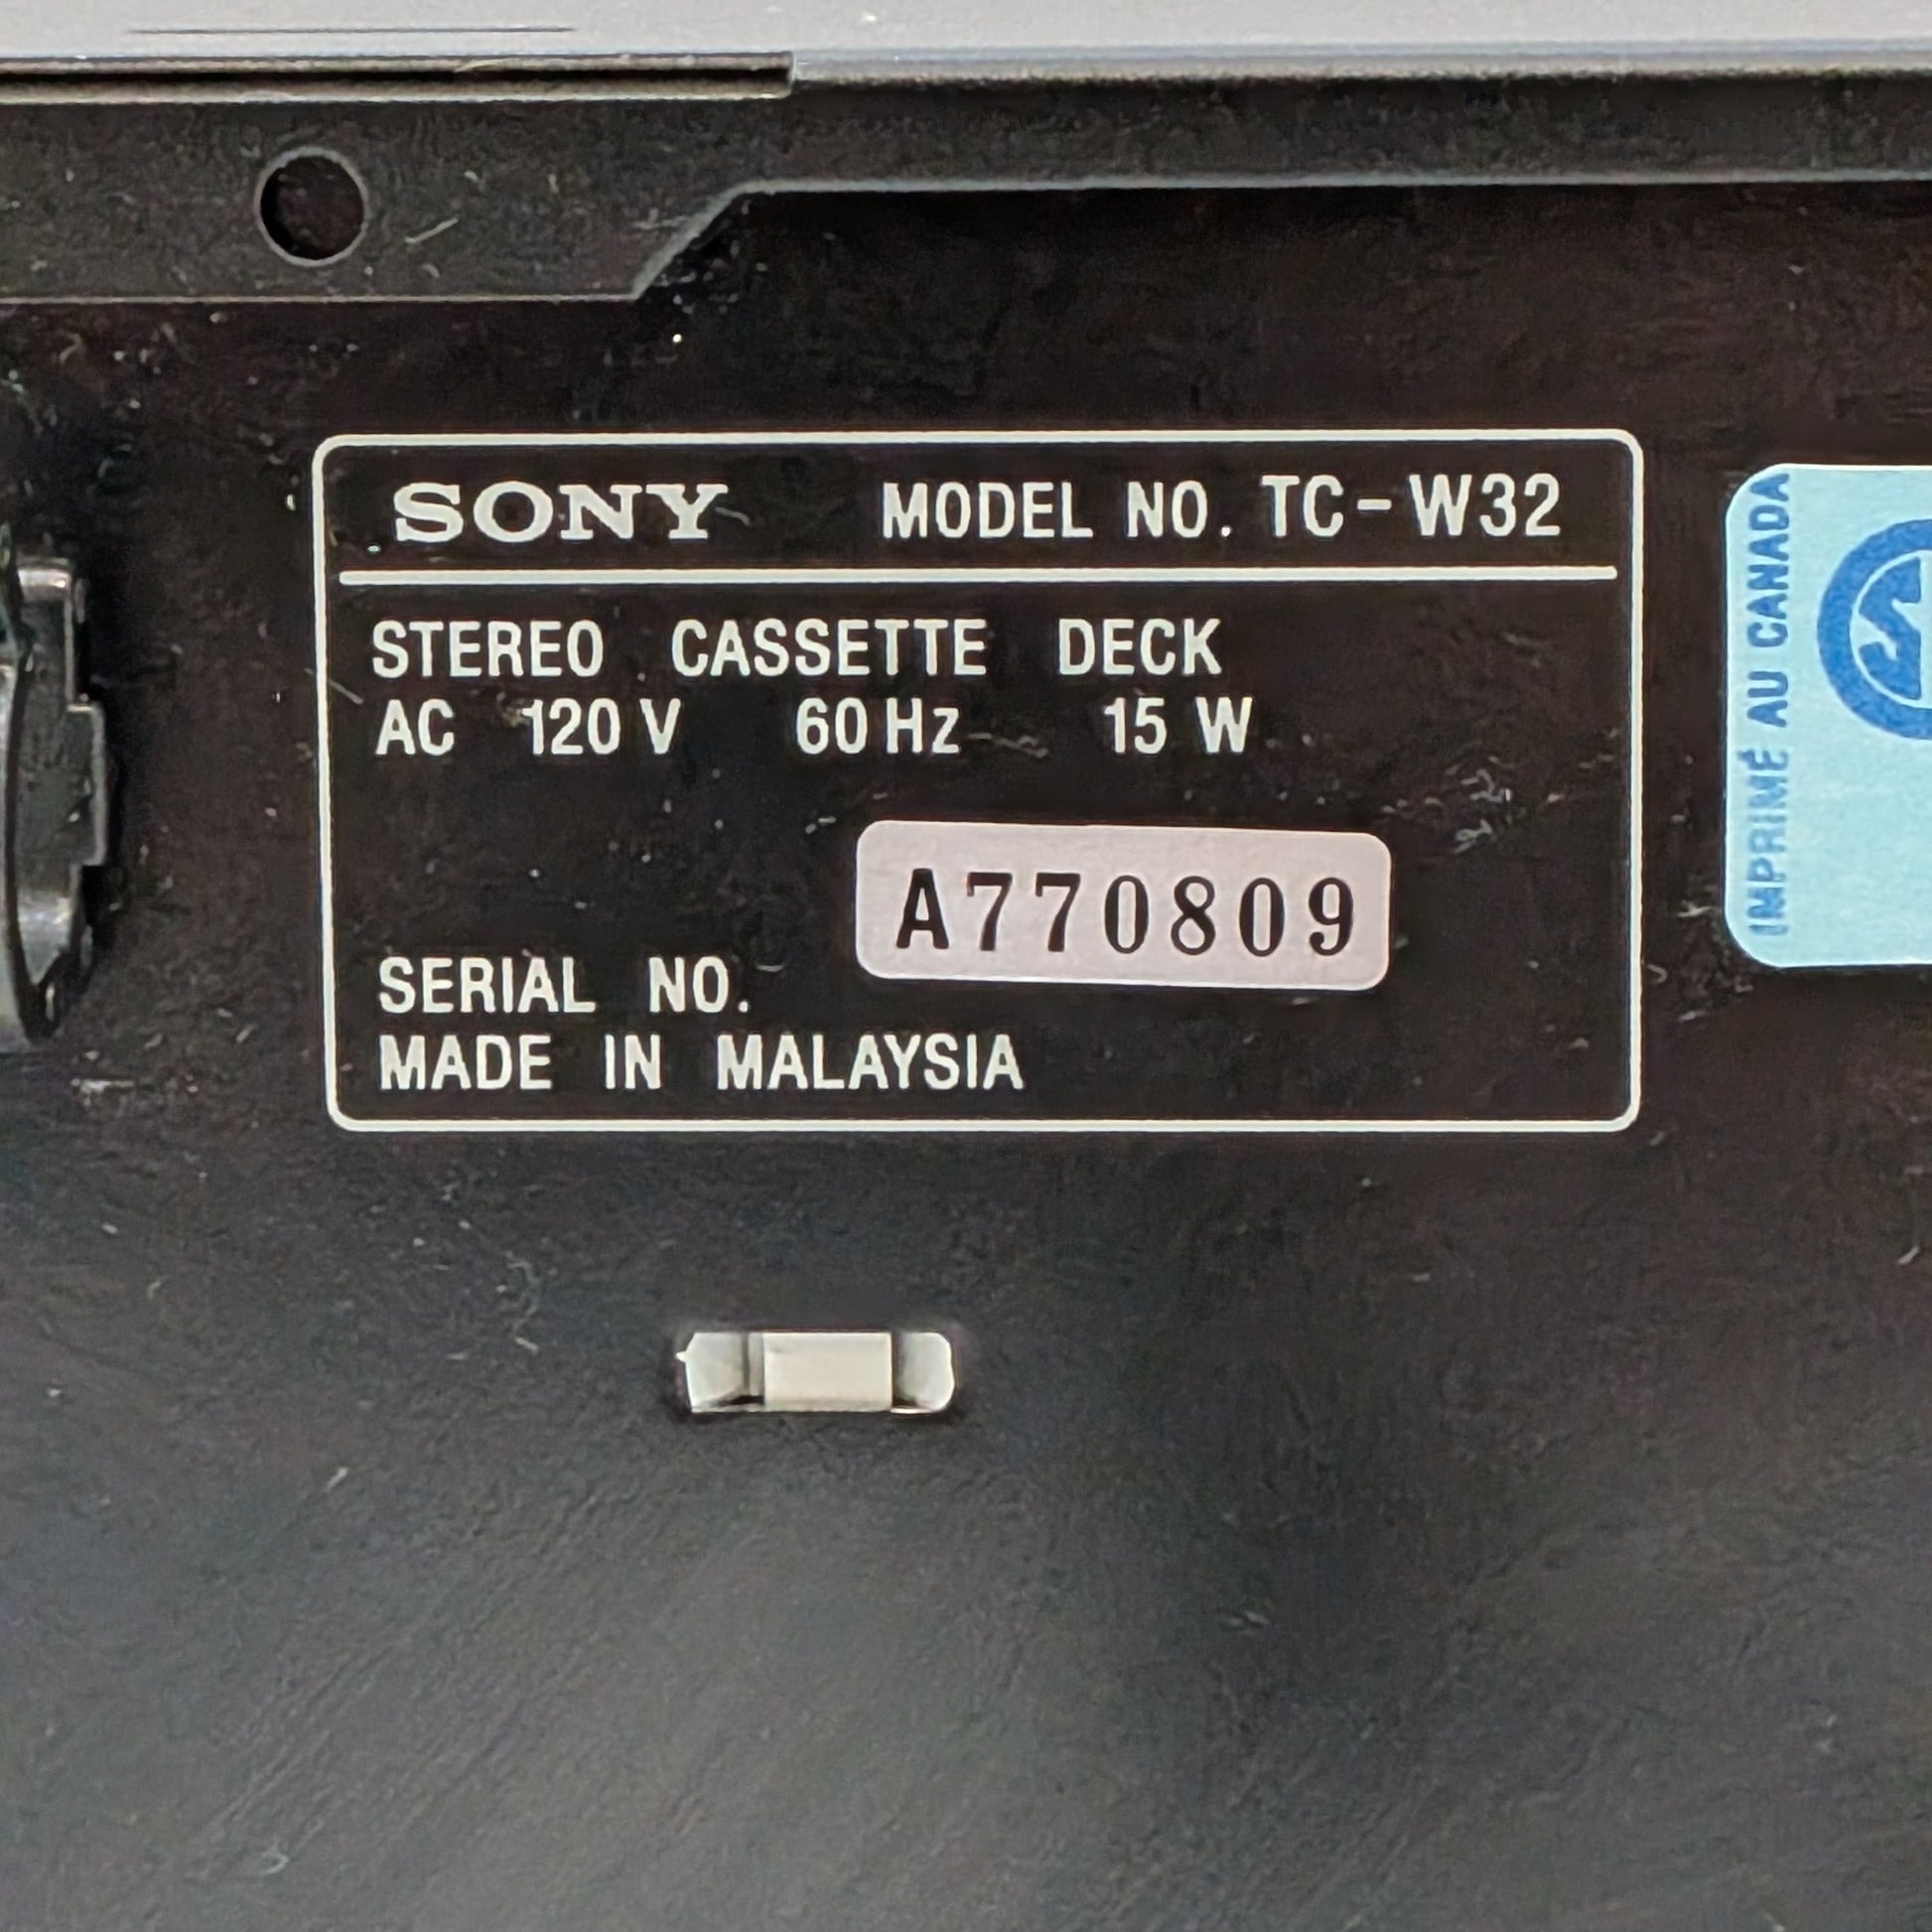 SONY MODEL NO. TC-W32
STEREO CASSETTE DECK
AC 120 V 60 Hz 15 W
A770809
SERIAL NO.
MADE IN MALAYSIA
IMPRIMÉ AU CANADA